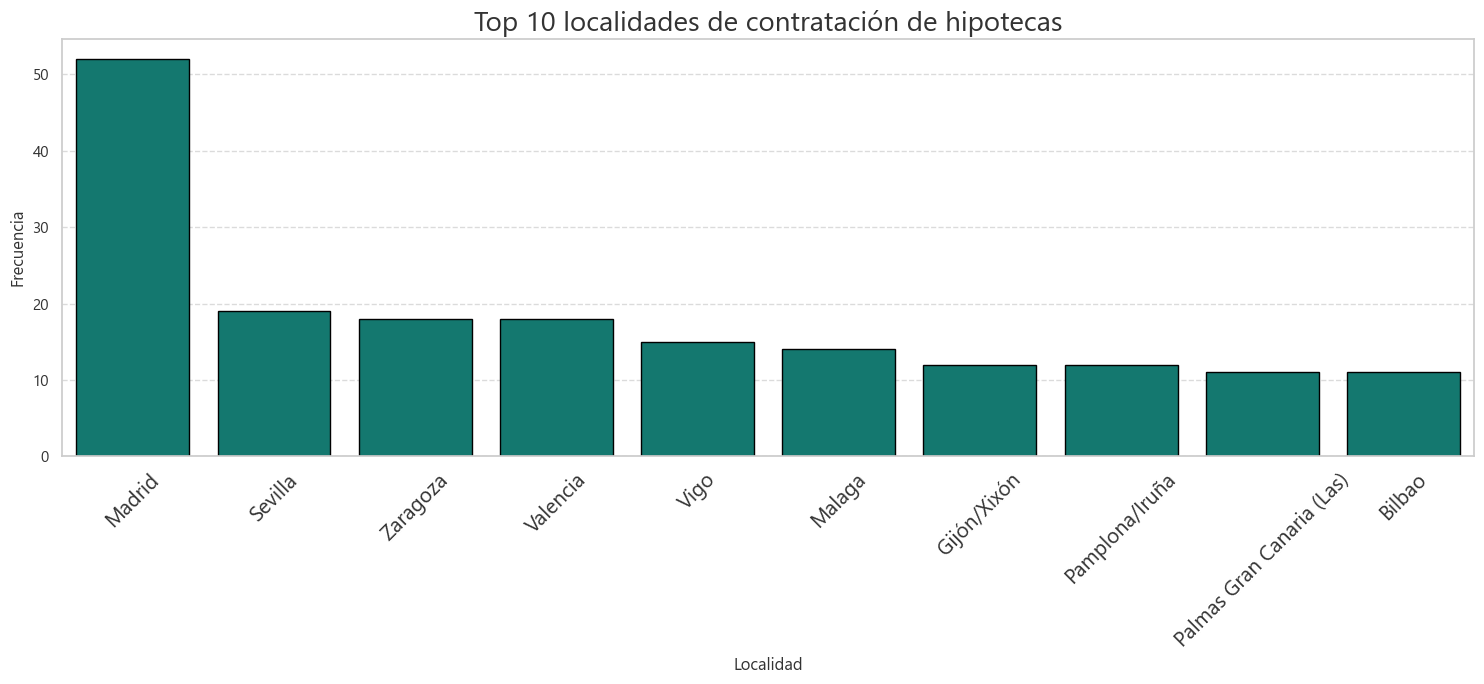 Top 10 localidades de contratación de hipotecas
Frecuencia
50
40
30
20
10
0
Madrid
Sevilla
Zaragoza
Valencia
Vigo
Malaga
Gijón/Xixón
Pamplona/Iruña
Palmas Gran Canaria (Las)
Bilbao
Localidad